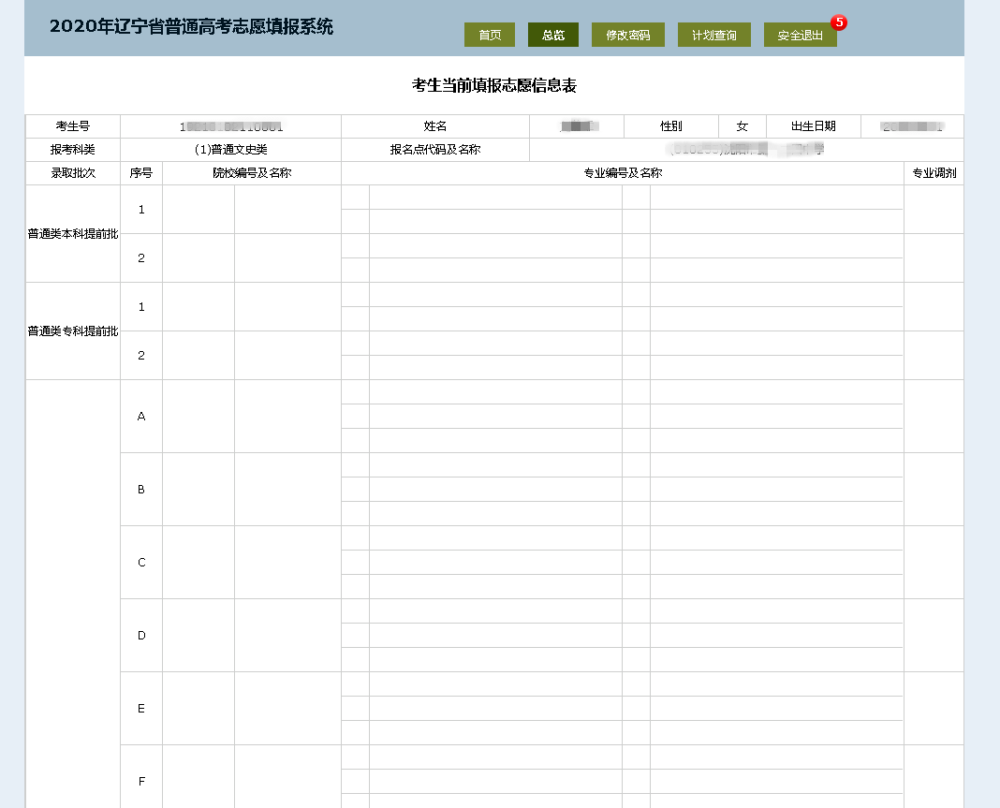 2020年辽宁省普通高考志愿填报系统
首页 总览 修改密码 计划查询 安全退出 5
考生当前填报志愿信息表
考生号 姓名 性别 女 出生日期
报考科类 (1)普通文史类 报名点代码及名称
录取批次 序号 院校编号及名称 专业编号及名称 专业调剂
普通类本科提前批
1
2
普通类专科提前批
1
2
A
B
C
D
E
F